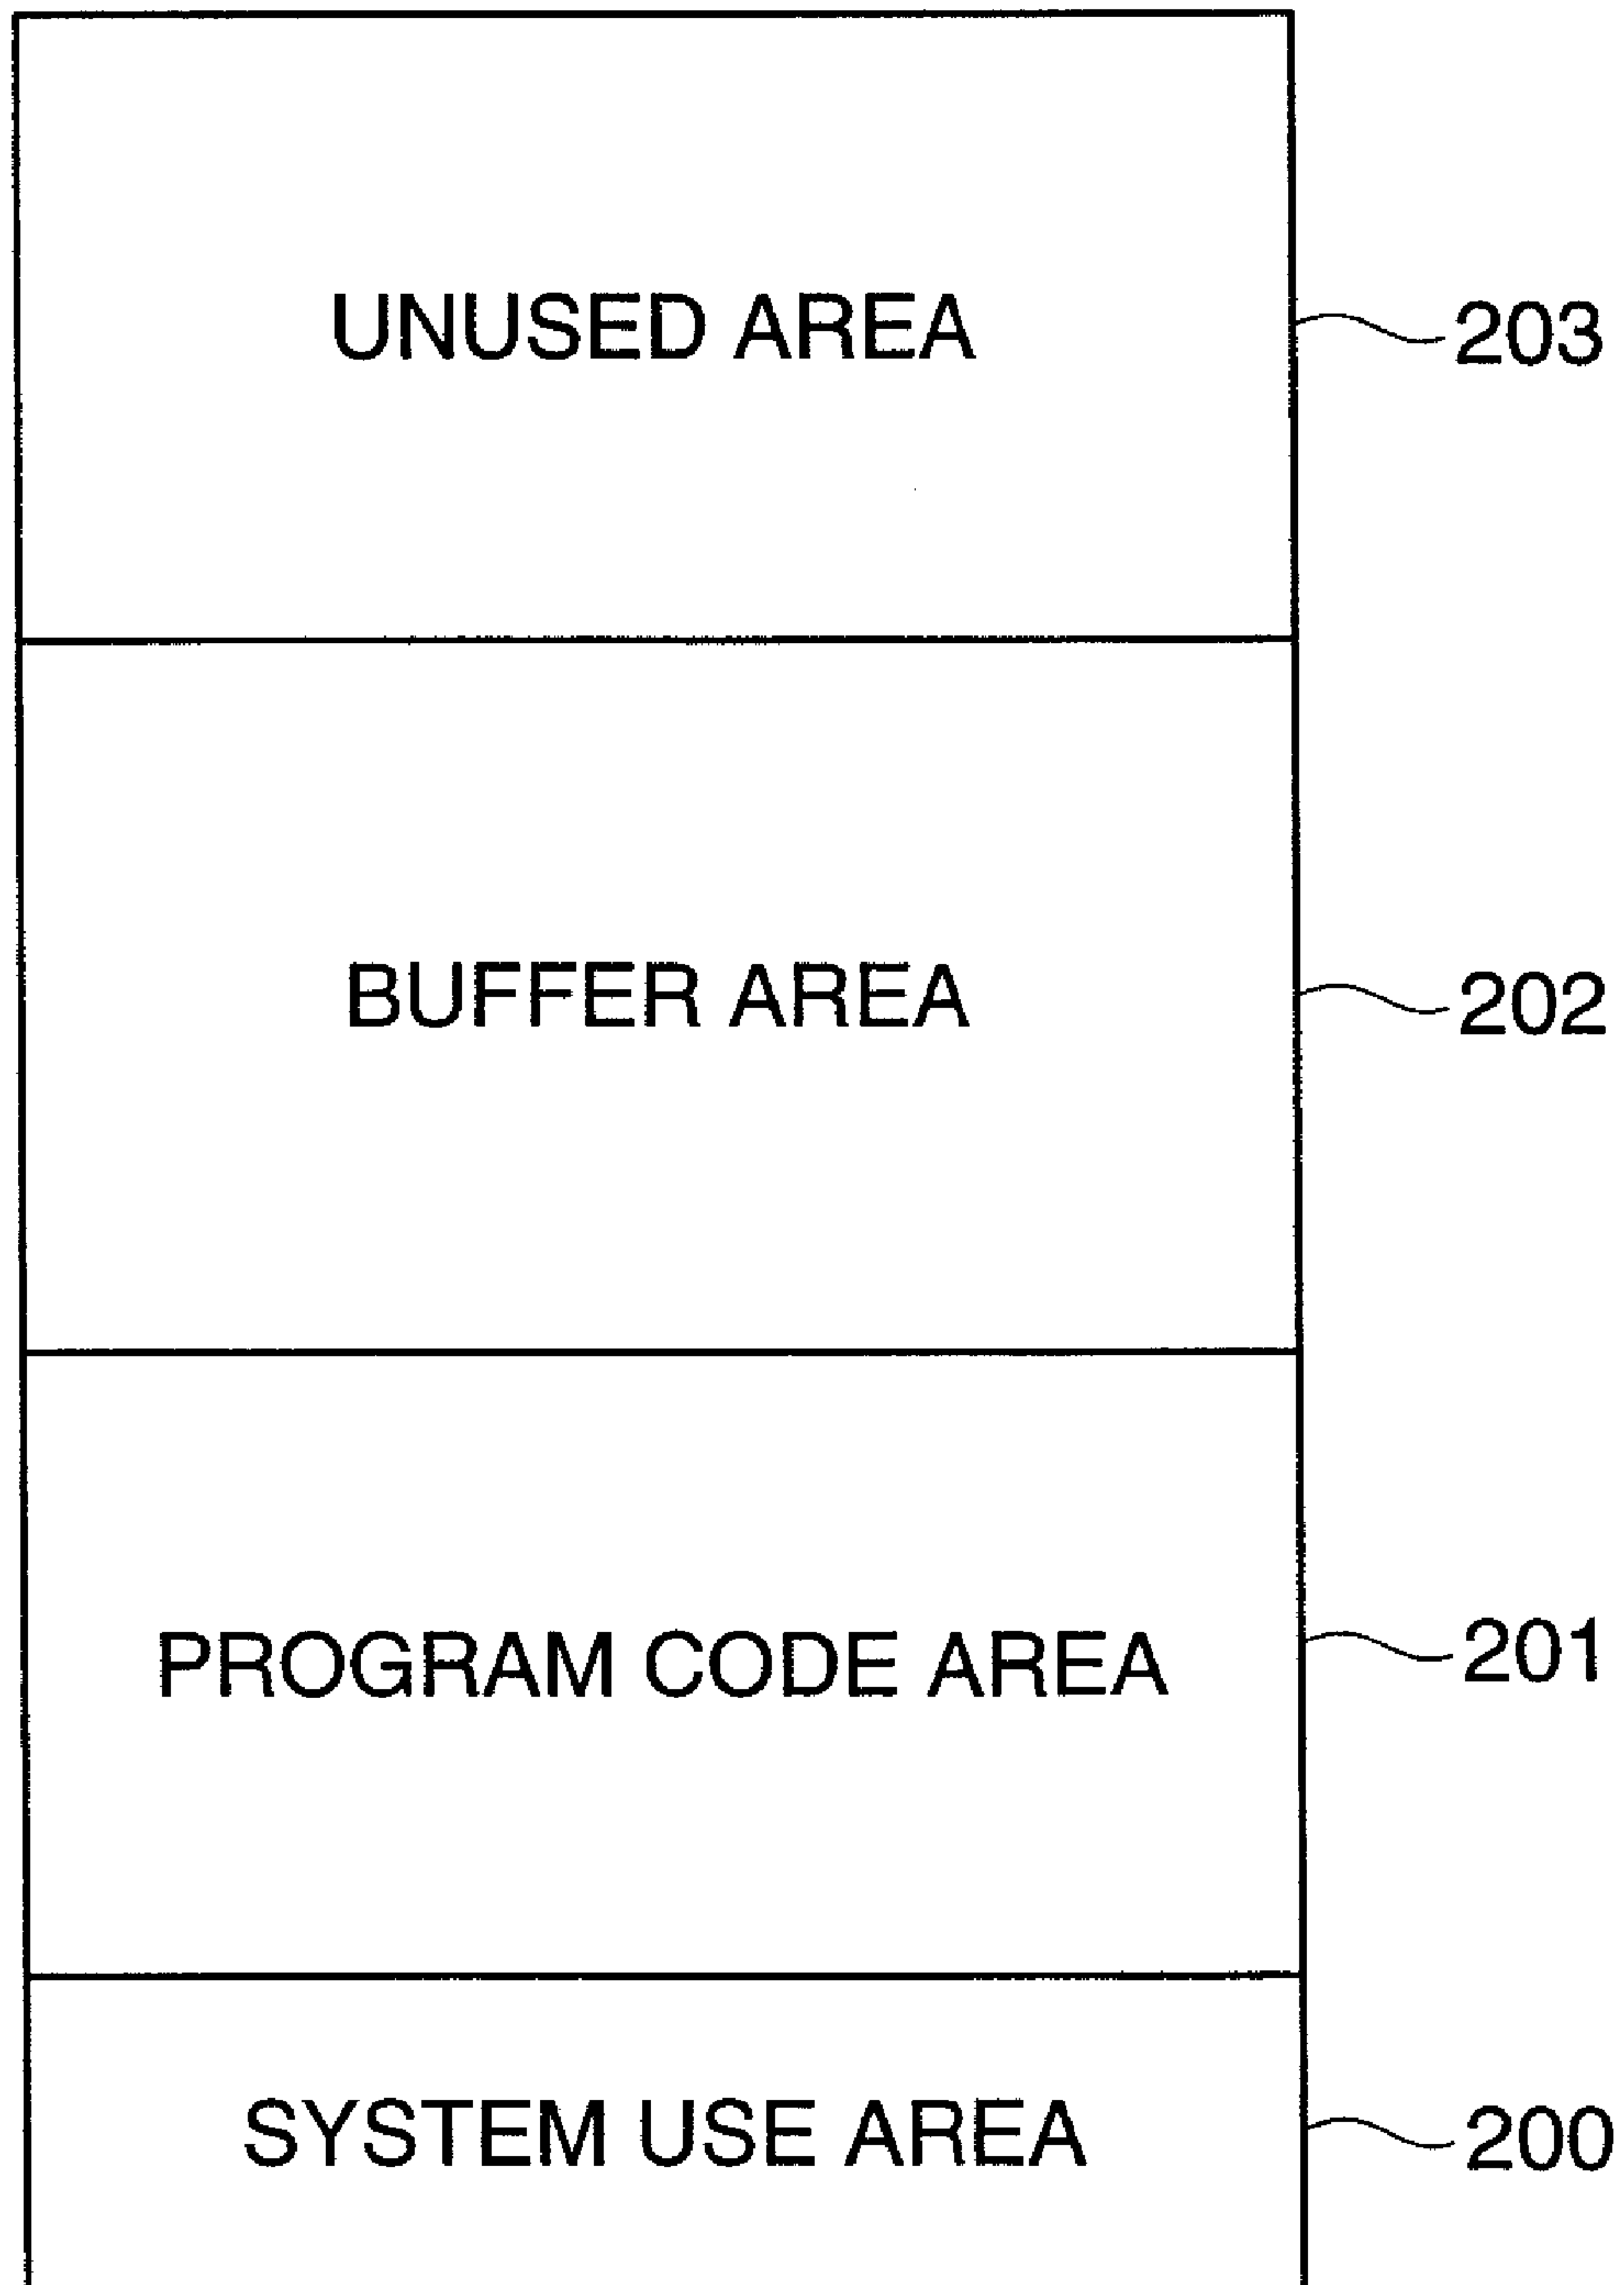 UNUSED AREA
203
BUFFER AREA
202
PROGRAM CODE AREA
201
SYSTEM USE AREA
200